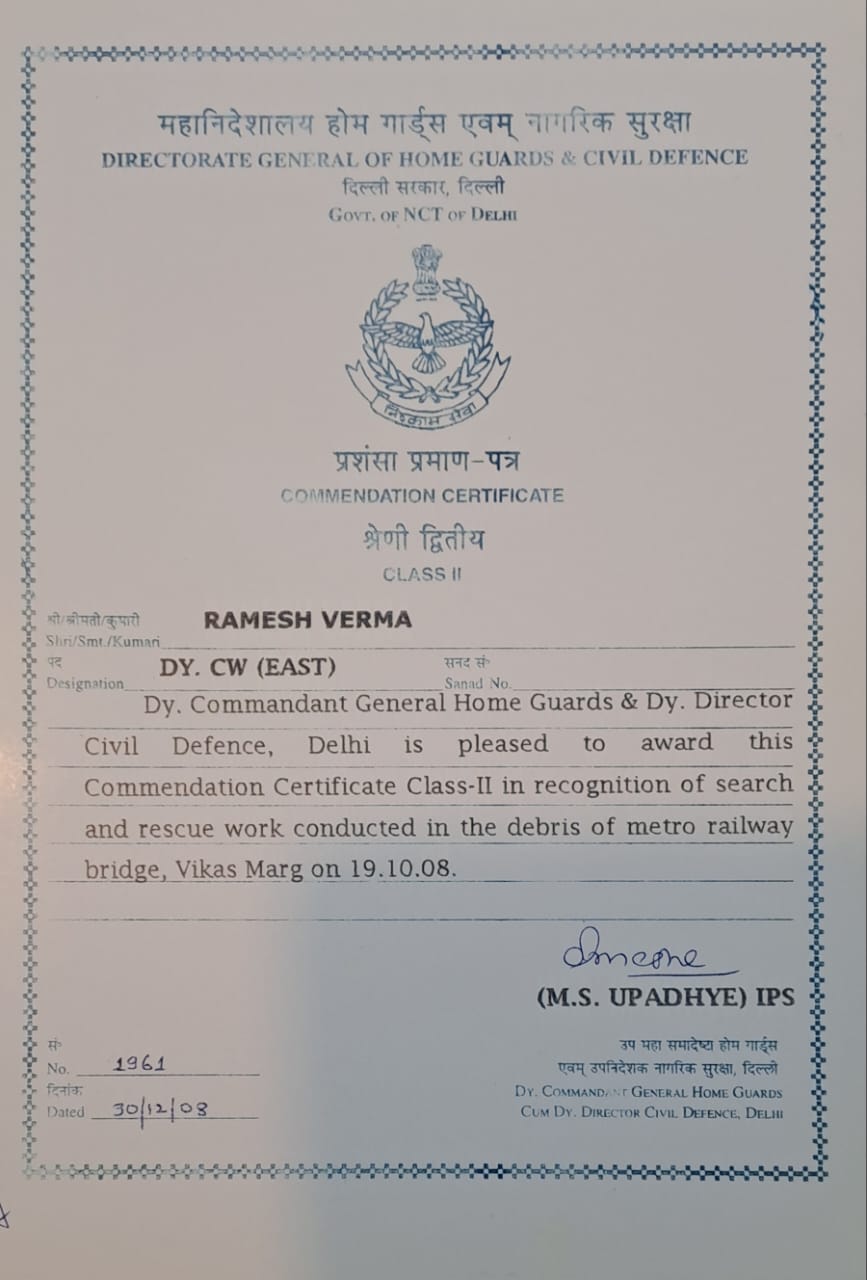 महानिदेशालय होम गार्ड्स एवम् नागरिक सुरक्षा
DIRECTORATE GENERAL OF HOME GUARDS & CIVIL DEFENCE
दिल्ली सरकार, दिल्ली
GOVT. OF NCT OF DELHI
निष्काम सेवा
प्रशंसा प्रमाण-पत्र
COMMENDATION CERTIFICATE
श्रेणी द्वितीय
CLASS II
श्री/श्रीमती/कुमारी
RAMESH VERMA
Shri/Smt./Kumari
पद सनद सं॰
DY. CW (EAST)
Designation Sanad No.
Dy. Commandant General Home Guards & Dy. Director
Civil Defence, Delhi is pleased to award this
Commendation Certificate Class-II in recognition of search
and rescue work conducted in the debris of metro railway
bridge, Vikas Marg on 19.10.08.
(M.S. UPADHYE) IPS
उप महा समादेष्टा होम गार्ड्स
एवम् उपनिदेशक नागरिक सुरक्षा, दिल्ली
DY. COMMANDANT GENERAL HOME GUARDS
CUM DY. DIRECTOR CIVIL DEFENCE, DELHI
सं॰
No. 1961
दिनांक
Dated 30/12/08